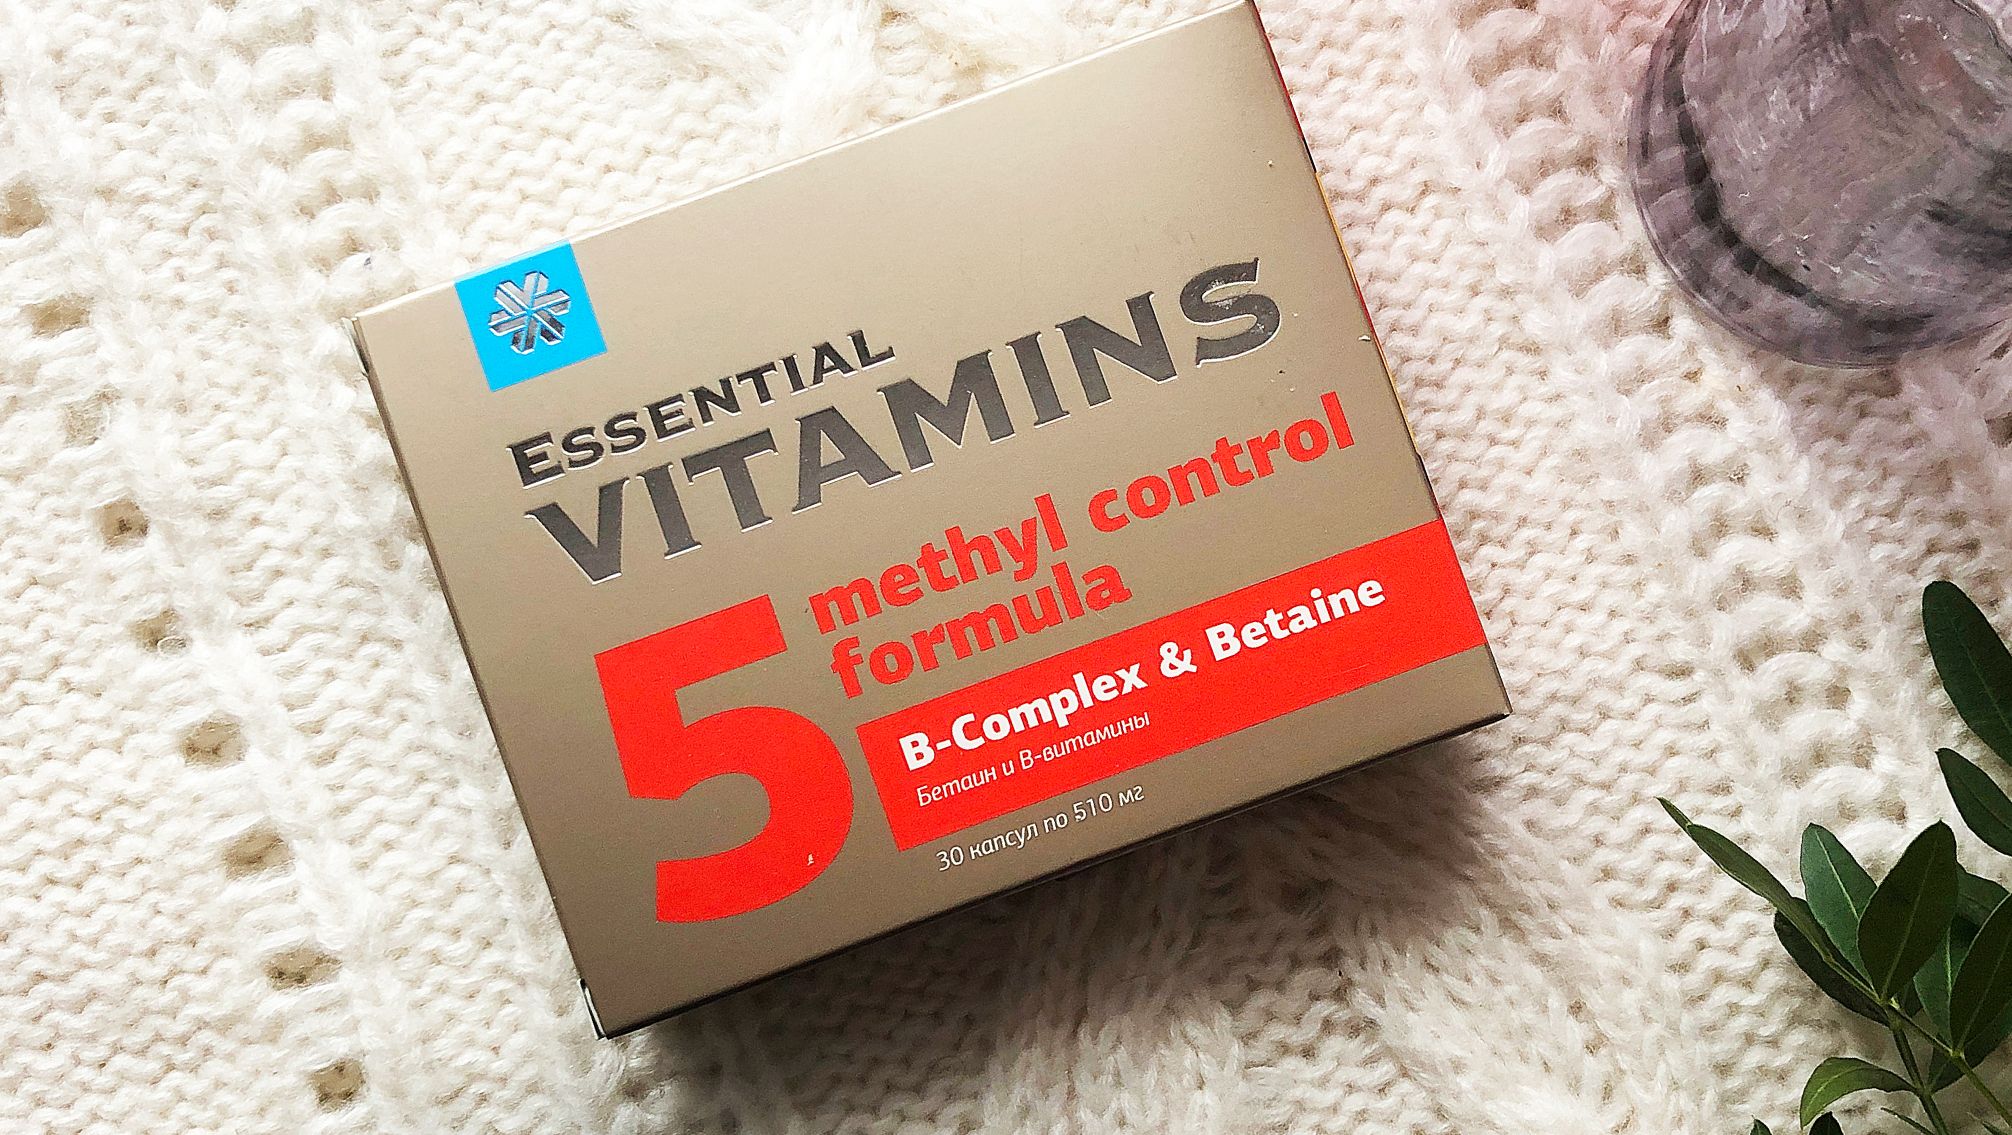 ESSENTIAL
VITAMINS
5 methyl control
formula
B-Complex & Betaine
Бетаин и В-витамины
30 капсул по 510 мг